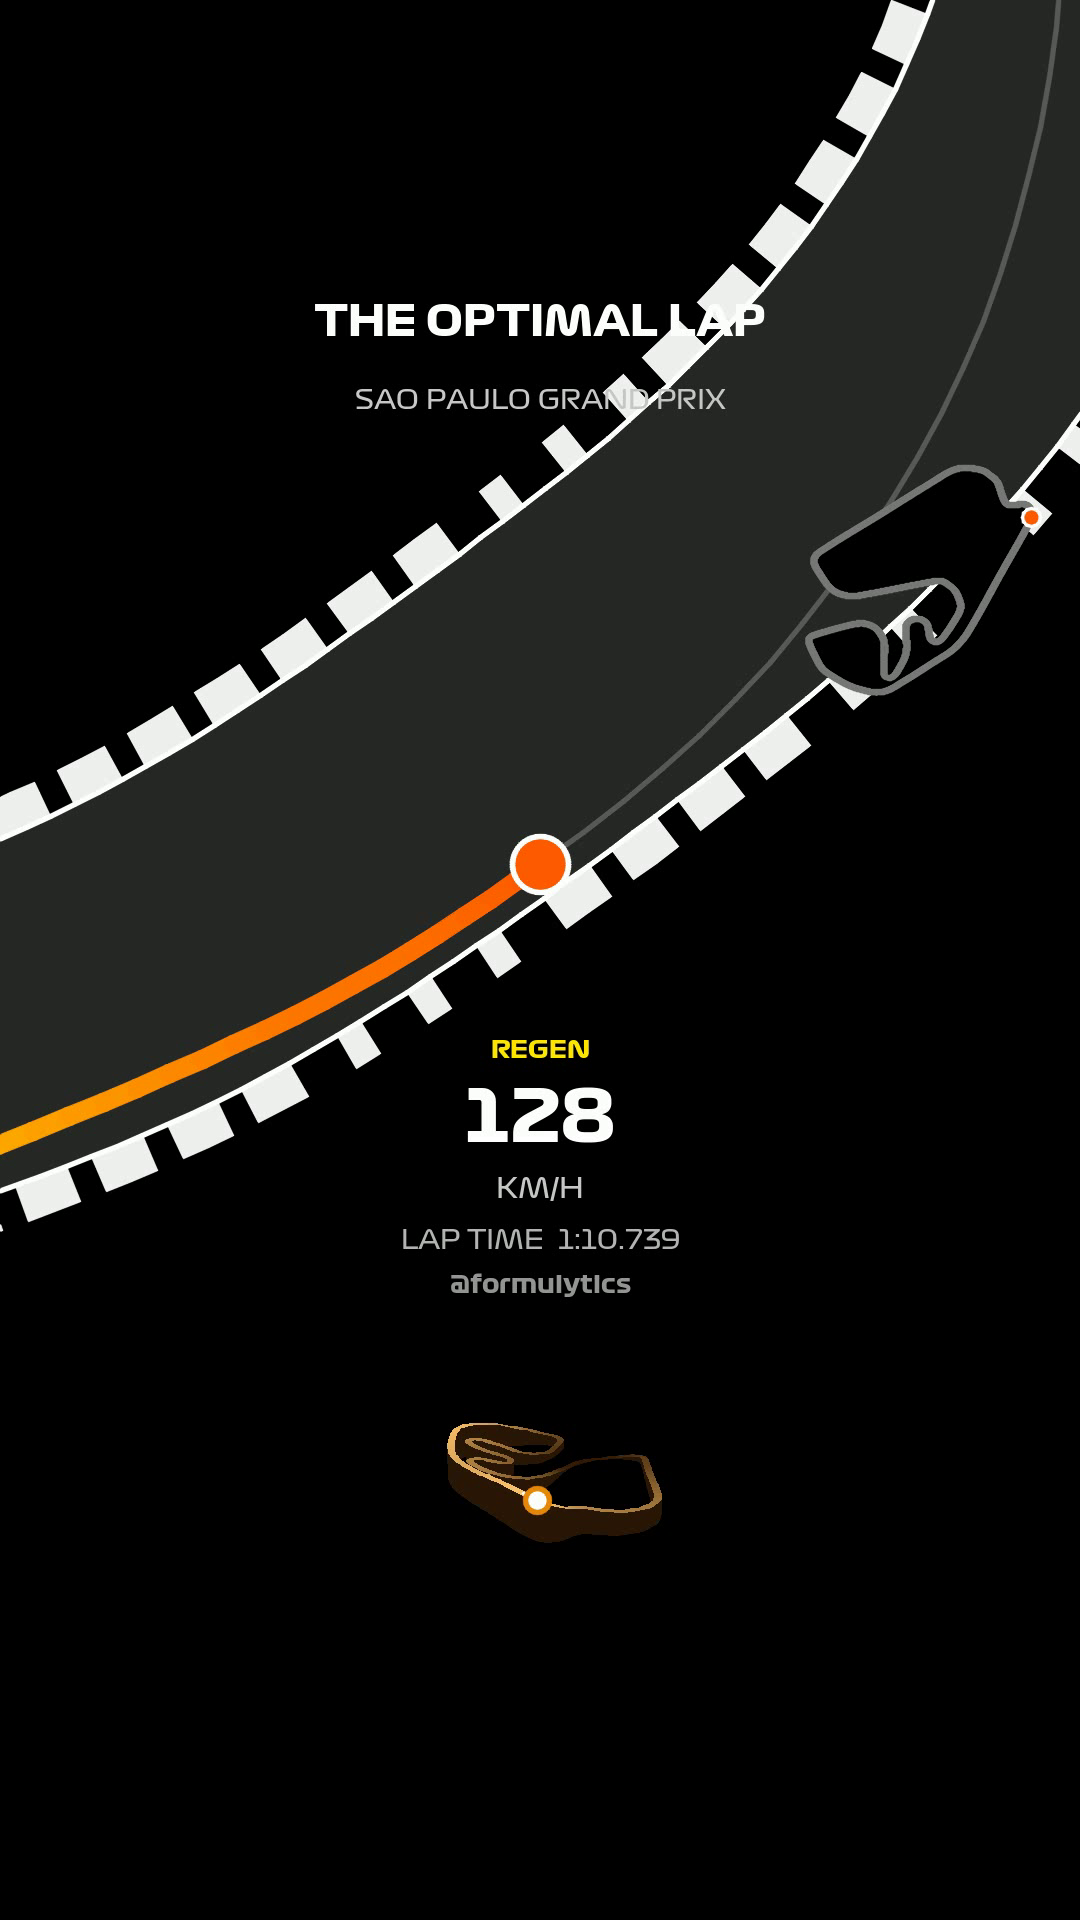 THE OPTIMAL LAP
SAO PAULO GRAND PRIX
REGEN
128
KM/H
LAP TIME 1:10.739
@formulytics